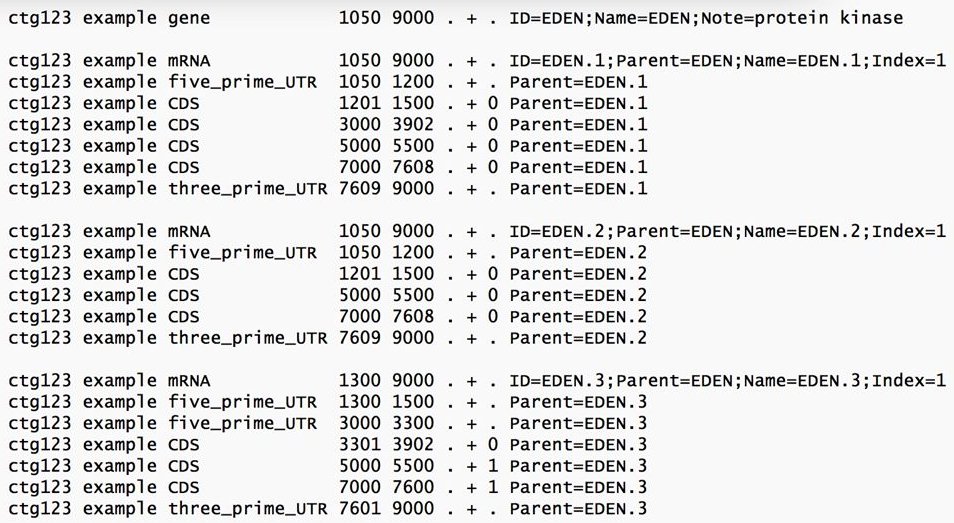 ctg123 example gene 1050 9000 . + . ID=EDEN;Name=EDEN;Note=protein kinase
ctg123 example mRNA 1050 9000 . + . ID=EDEN.1;Parent=EDEN;Name=EDEN.1;Index=1
ctg123 example five_prime_UTR 1050 1200 . + . Parent=EDEN.1
ctg123 example CDS 1201 1500 . + 0 Parent=EDEN.1
ctg123 example CDS 3000 3902 . + 0 Parent=EDEN.1
ctg123 example CDS 5000 5500 . + 0 Parent=EDEN.1
ctg123 example CDS 7000 7608 . + 0 Parent=EDEN.1
ctg123 example three_prime_UTR 7609 9000 . + . Parent=EDEN.1
ctg123 example mRNA 1050 9000 . + . ID=EDEN.2;Parent=EDEN;Name=EDEN.2;Index=1
ctg123 example five_prime_UTR 1050 1200 . + . Parent=EDEN.2
ctg123 example CDS 1201 1500 . + 0 Parent=EDEN.2
ctg123 example CDS 5000 5500 . + 0 Parent=EDEN.2
ctg123 example CDS 7000 7608 . + 0 Parent=EDEN.2
ctg123 example three_prime_UTR 7609 9000 . + . Parent=EDEN.2
ctg123 example mRNA 1300 9000 . + . ID=EDEN.3;Parent=EDEN;Name=EDEN.3;Index=1
ctg123 example five_prime_UTR 1300 1500 . + . Parent=EDEN.3
ctg123 example five_prime_UTR 3000 3300 . + . Parent=EDEN.3
ctg123 example CDS 3301 3902 . + 0 Parent=EDEN.3
ctg123 example CDS 5000 5500 . + 1 Parent=EDEN.3
ctg123 example CDS 7000 7600 . + 1 Parent=EDEN.3
ctg123 example three_prime_UTR 7601 9000 . + . Parent=EDEN.3